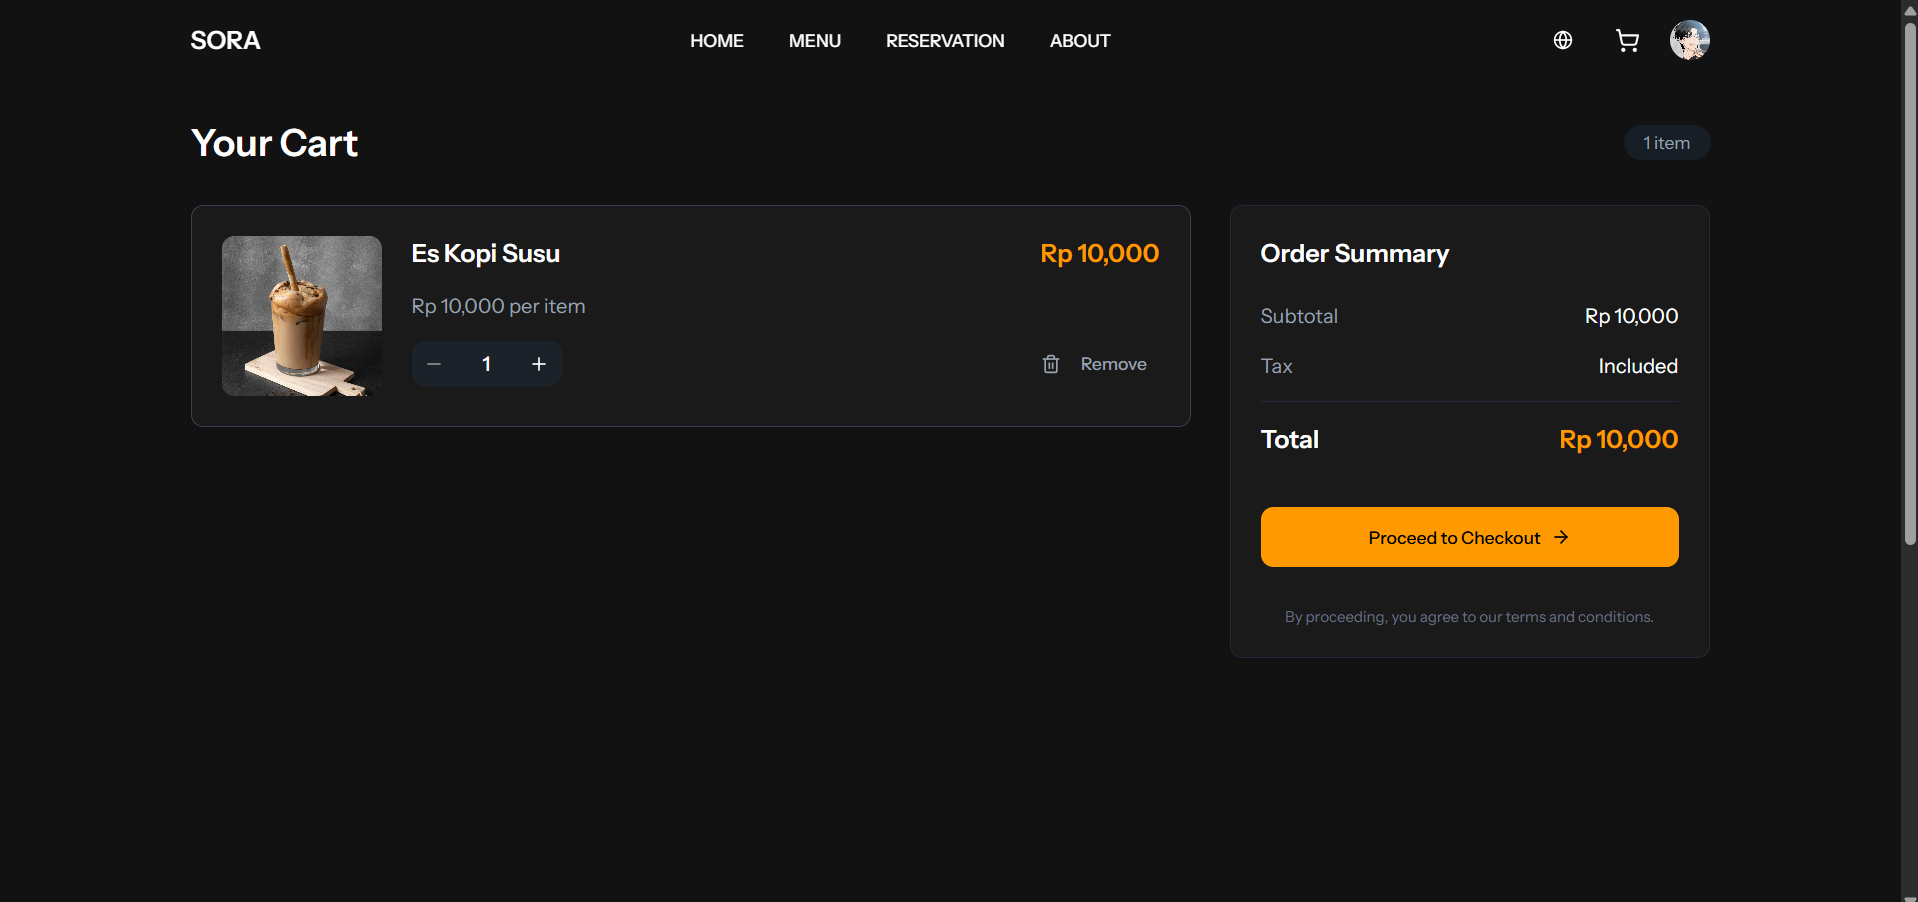 SORA
HOME
MENU
RESERVATION
ABOUT
Your Cart
1 item
Es Kopi Susu
Rp 10,000
Rp 10,000 per item
1
Remove
Order Summary
Subtotal
Rp 10,000
Tax
Included
Total
Rp 10,000
Proceed to Checkout
By proceeding, you agree to our terms and conditions.